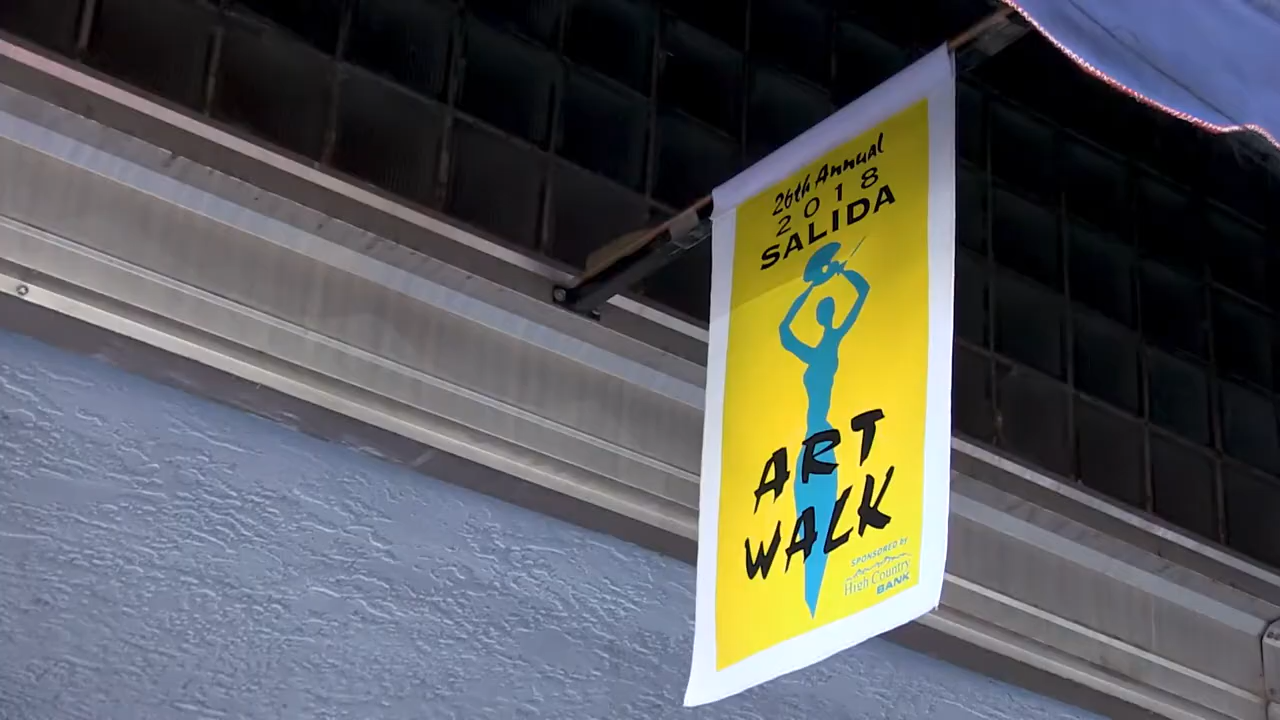 26th Annual
2018
SALIDA
ART
WALK
SPONSORED by
High Country
BANK